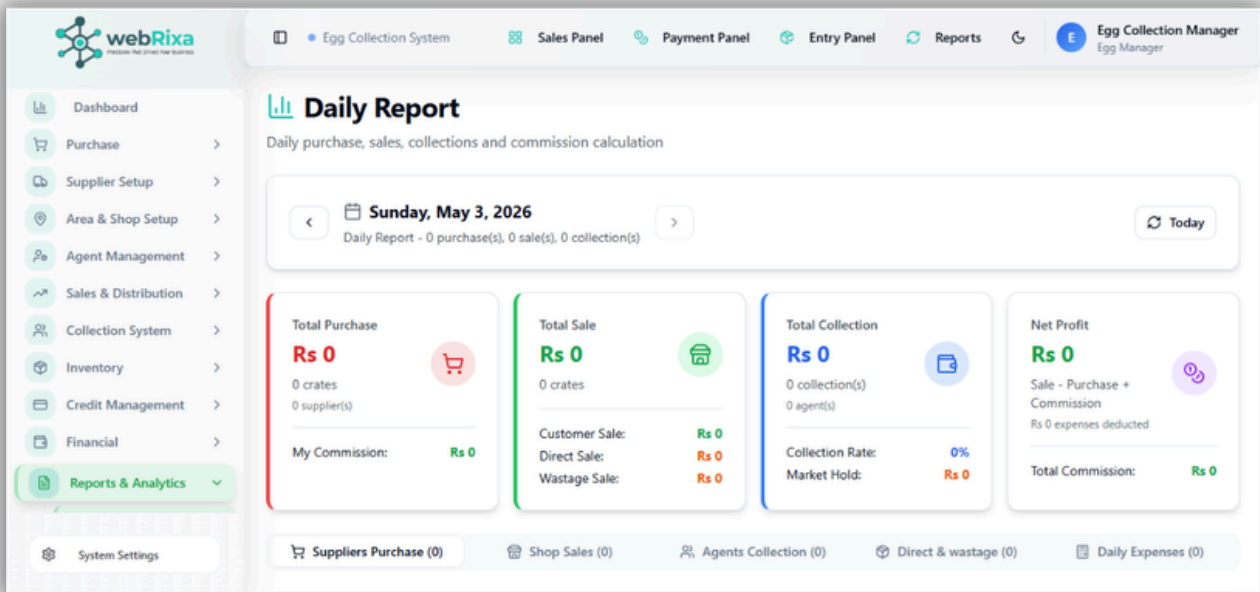 webRixa
Egg Collection System
Sales Panel
Payment Panel
Entry Panel
Reports
E
Egg Collection Manager
Egg Manager
Dashboard
Purchase
Supplier Setup
Area & Shop Setup
Agent Management
Sales & Distribution
Collection System
Inventory
Credit Management
Financial
Reports & Analytics
System Settings
Daily Report
Daily purchase, sales, collections and commission calculation
Sunday, May 3, 2026
Daily Report - 0 purchase(s), 0 sale(s), 0 collection(s)
Today
Total Purchase
Rs 0
0 crates
0 supplier(s)
My Commission: Rs 0
Total Sale
Rs 0
0 crates
Customer Sale: Rs 0
Direct Sale: Rs 0
Wastage Sale: Rs 0
Total Collection
Rs 0
0 collection(s)
0 agent(s)
Collection Rate: 0%
Market Hold: Rs 0
Net Profit
Rs 0
Sale - Purchase +
Commission
Rs 0 expenses deducted
Total Commission: Rs 0
Suppliers Purchase (0)
Shop Sales (0)
Agents Collection (0)
Direct & wastage (0)
Daily Expenses (0)